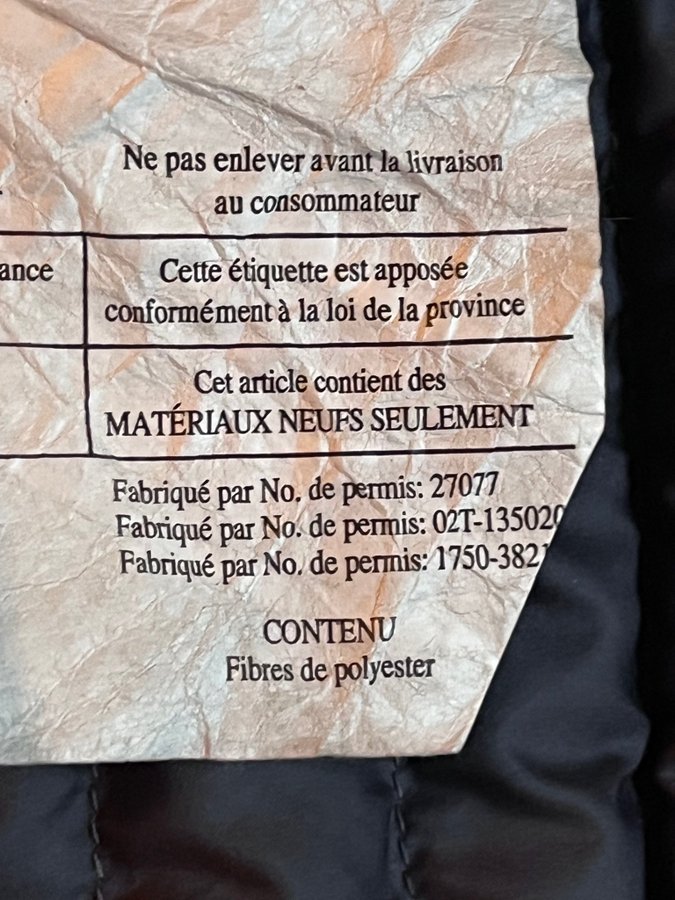 Ne pas enlever avant la livraison
au consommateur
ance
Cette étiquette est apposée
conformément à la loi de la province
Cet article contient des
MATÉRIAUX NEUFS SEULEMENT
Fabriqué par No. de permis: 27077
Fabriqué par No. de permis: 02T-135020
Fabriqué par No. de permis: 1750-3821
CONTENU
Fibres de polyester